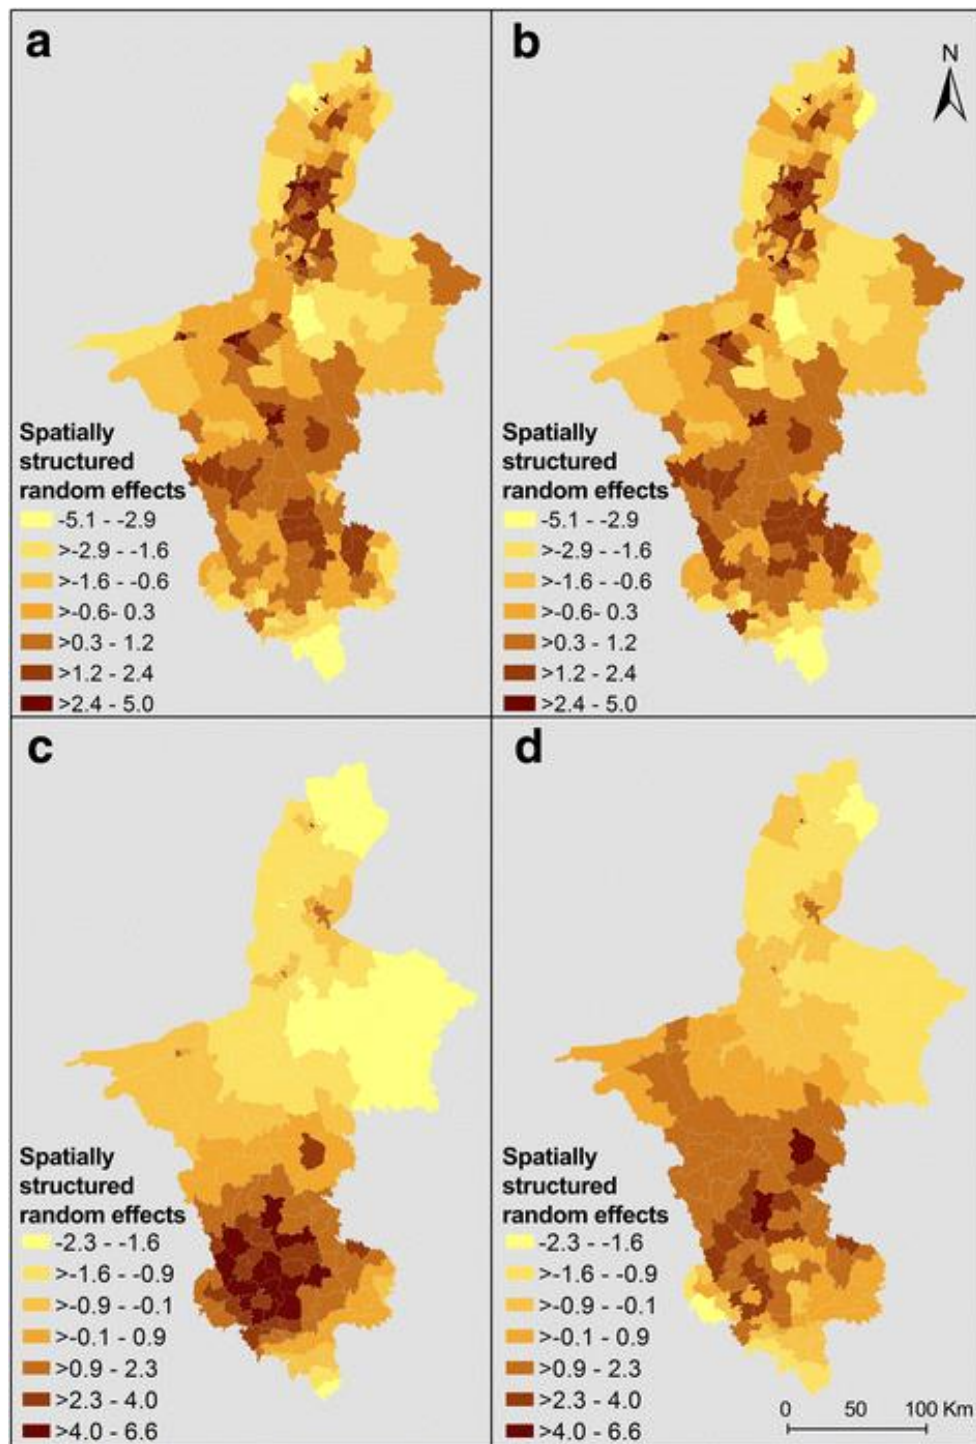 a
b
N
Spatially
structured
random effects
-5.1 - -2.9
>-2.9 - -1.6
>-1.6 - -0.6
>-0.6- 0.3
>0.3 - 1.2
>1.2 - 2.4
>2.4 - 5.0
Spatially
structured
random effects
-5.1 - -2.9
>-2.9 - -1.6
>-1.6 - -0.6
>-0.6- 0.3
>0.3 - 1.2
>1.2 - 2.4
>2.4 - 5.0
c
d
Spatially
structured
random effects
-2.3 - -1.6
>-1.6 - -0.9
>-0.9 - -0.1
>-0.1 - 0.9
>0.9 - 2.3
>2.3 - 4.0
>4.0 - 6.6
Spatially
structured
random effects
-2.3 - -1.6
>-1.6 - -0.9
>-0.9 - -0.1
>-0.1 - 0.9
>0.9 - 2.3
>2.3 - 4.0
>4.0 - 6.6
0 50 100 Km